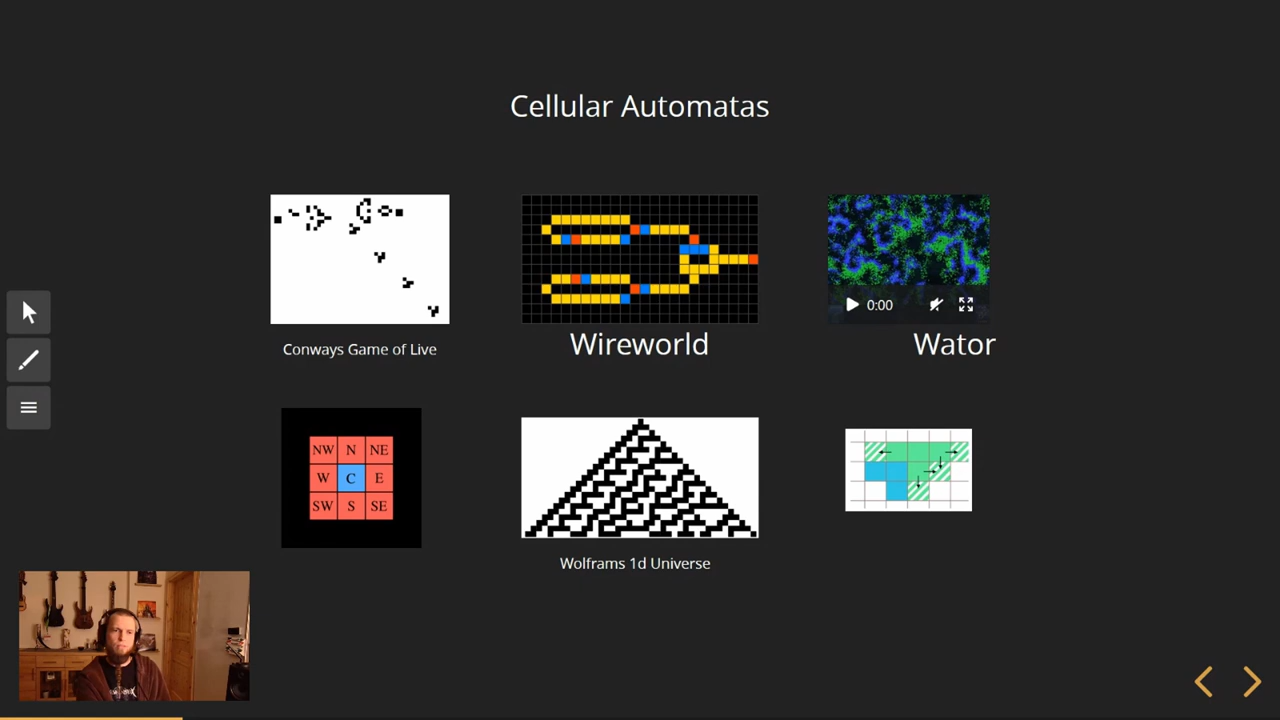 Cellular Automatas
0:00
Conways Game of Live
Wireworld
Wator
NW N NE
W C E
SW S SE
Wolframs 1d Universe